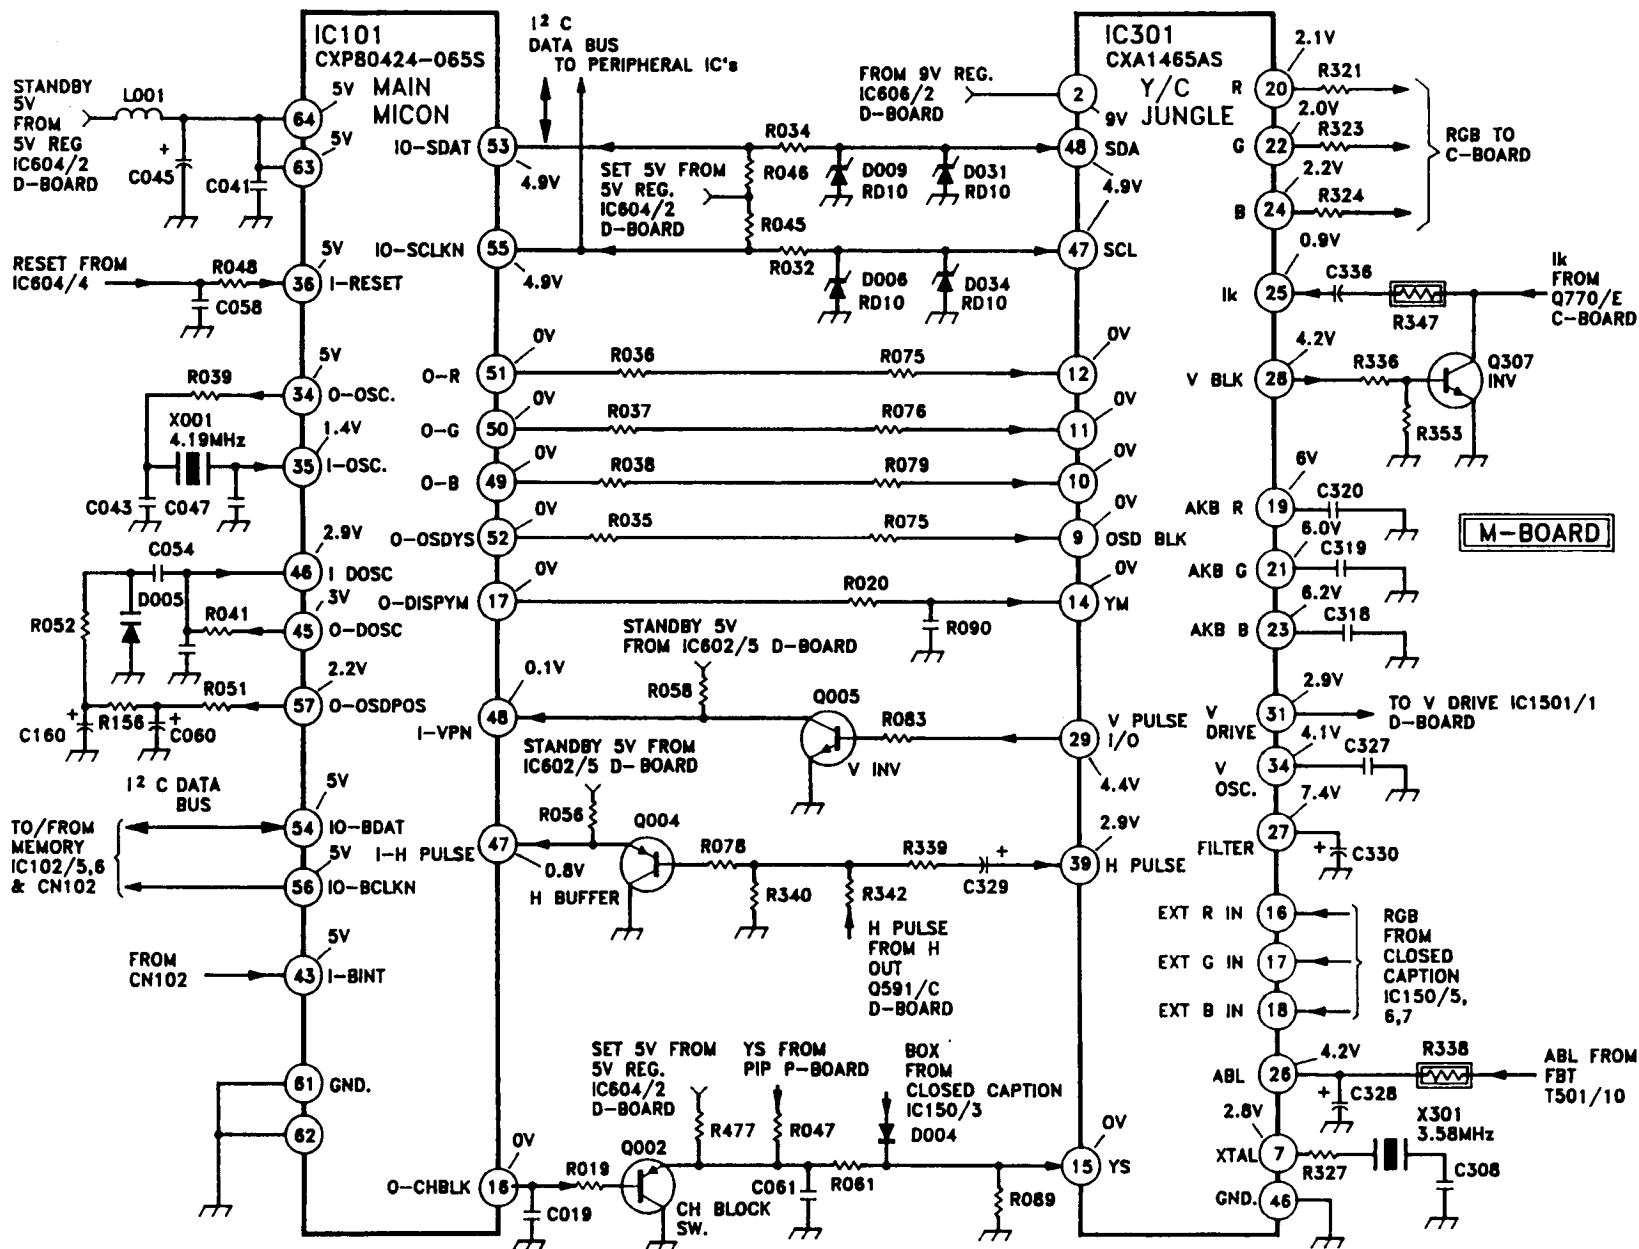 IC101
CXP80424-065S
MAIN
MICON
I² C
DATA BUS
TO PERIPHERAL IC's
IC301
CXA1465AS
Y/C
JUNGLE
STANDBY
5V
FROM
5V REG
IC604/2
D-BOARD
L001
C045
+
C041
64
5V
63
5V
RESET FROM
IC604/4
R048
C058
36
5V
I-RESET
R039
34
5V
O-OSC.
X001
4.19MHz
1.4V
35
I-OSC.
C043
C047
C054
2.9V
46
I DOSC
D005
R052
R041
3V
45
O-DOSC
2.2V
57
O-OSDPOS
R051
R156
+
C160
+
C060
I² C DATA
BUS
TO/FROM
MEMORY
IC102/5,6
& CN102
5V
54
IO-BDAT
5V
56
IO-BCLKN
FROM
CN102
5V
43
I-BINT
61
GND.
62
IO-SDAT
53
4.9V
IO-SCLKN
55
4.9V
SET 5V FROM
5V REG.
IC604/2
D-BOARD
R034
R046
R045
R032
D009
RD10
D031
RD10
D006
RD10
D034
RD10
FROM 9V REG.
IC606/2
D-BOARD
2
9V
48
SDA
4.9V
47
SCL
O-R
51
0V
R036
R075
0V
12
O-G
50
0V
R037
R076
0V
11
O-B
49
0V
R038
R079
0V
10
O-OSDYS
52
0V
R035
R075
0V
9
OSD BLK
O-DISPYM
17
0V
R020
R090
0V
14
YM
STANDBY 5V
FROM IC602/5 D-BOARD
R058
0.1V
48
I-VPN
Q005
V INV
R083
29
V PULSE
I/O
4.4V
STANDBY 5V FROM
IC602/5 D-BOARD
R056
47
I-H PULSE
0.8V
Q004
H BUFFER
R078
R340
R342
R339
C329
+
2.9V
39
H PULSE
H PULSE
FROM H
OUT
Q591/C
D-BOARD
SET 5V FROM
5V REG.
IC604/2
D-BOARD
YS FROM
PIP P-BOARD
BOX
FROM
CLOSED CAPTION
IC150/3
D004
R477
R047
0V
O-CHBLK
16
R019
C019
Q002
CH BLOCK
SW.
C061
R061
R089
0V
15
YS
2.1V
R
20
R321
2.0V
G
22
R323
2.2V
B
24
R324
RGB TO
C-BOARD
0.9V
Ik
25
C336
R347
Ik
FROM
Q770/E
C-BOARD
4.2V
V BLK
28
R336
Q307
INV
R353
6V
AKB R
19
C320
6.0V
AKB G
21
C319
6.2V
AKB B
23
C318
M-BOARD
2.9V
V
DRIVE
31
TO V DRIVE IC1501/1
D-BOARD
4.1V
V
OSC.
34
C327
7.4V
27
FILTER
+
C330
EXT R IN
16
EXT G IN
17
EXT B IN
18
RGB
FROM
CLOSED
CAPTION
IC150/5,
6,7
4.2V
ABL
26
R338
+
C328
ABL FROM
FBT
T501/10
2.8V
XTAL
7
R327
X301
3.58MHz
C308
GND.
46